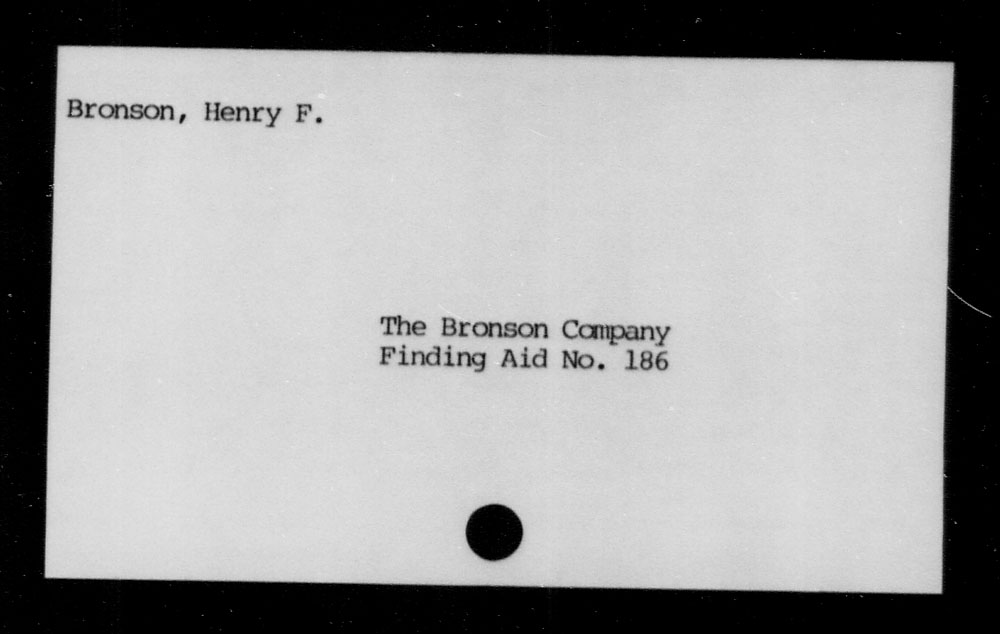 Bronson, Henry F.
The Bronson Company
Finding Aid No. 186